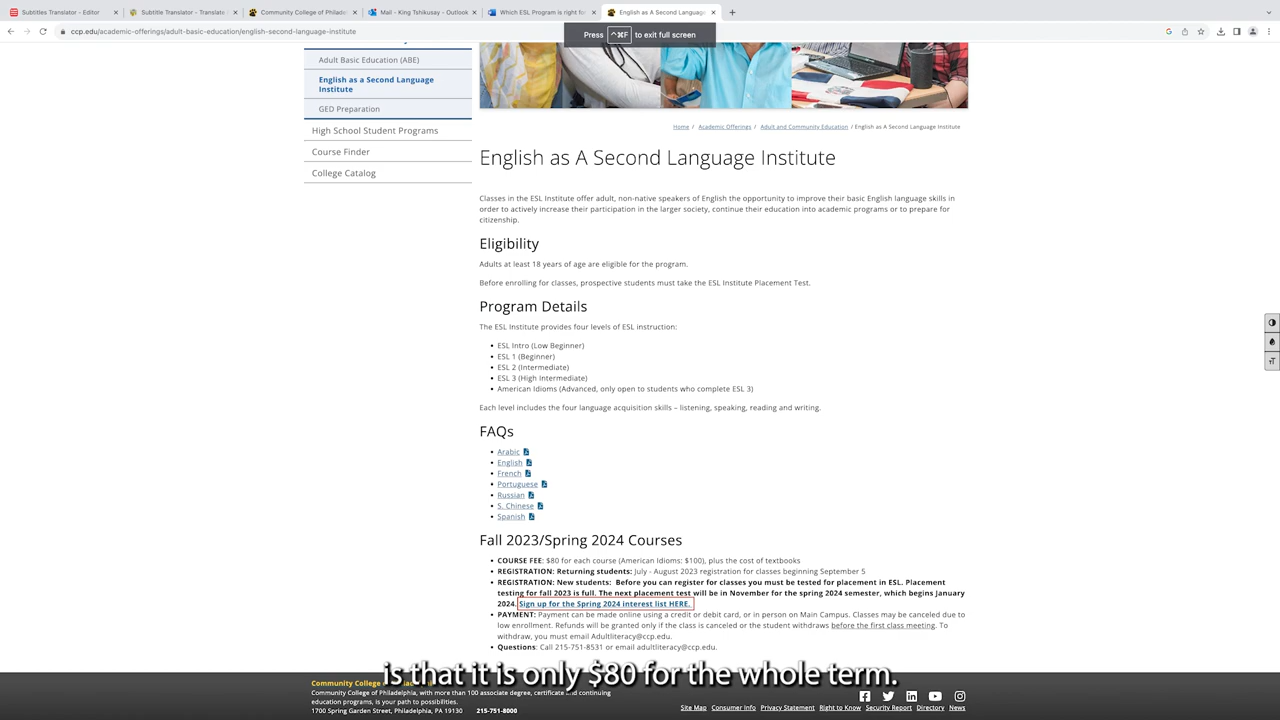 Subtitles Translator - Editor
Subtitle Translator - Translate
Community College of Philadel
Mail - King Tshikusay - Outlook
Which ESL Program is right for
English as A Second Language
ccp.edu/academic-offerings/adult-basic-education/english-second-language-institute
Press ^⌘F to exit full screen
Adult Basic Education (ABE)
English as a Second Language
Institute
GED Preparation
High School Student Programs
Course Finder
College Catalog
Home / Academic Offerings / Adult and Community Education / English as A Second Language Institute
English as A Second Language Institute
Classes in the ESL Institute offer adult, non-native speakers of English the opportunity to improve their basic English language skills in
order to actively increase their participation in the larger society, continue their education into academic programs or to prepare for
citizenship.
Eligibility
Adults at least 18 years of age are eligible for the program.
Before enrolling for classes, prospective students must take the ESL Institute Placement Test.
Program Details
The ESL Institute provides four levels of ESL instruction:
ESL Intro (Low Beginner)
ESL 1 (Beginner)
ESL 2 (Intermediate)
ESL 3 (High Intermediate)
American Idioms (Advanced, only open to students who complete ESL 3)
Each level includes the four language acquisition skills – listening, speaking, reading and writing.
FAQs
Arabic
English
French
Portuguese
Russian
S. Chinese
Spanish
Fall 2023/Spring 2024 Courses
COURSE FEE: $80 for each course (American Idioms: $100), plus the cost of textbooks
REGISTRATION: Returning students: July - August 2023 registration for classes beginning September 5
REGISTRATION: New students: Before you can register for classes you must be tested for placement in ESL. Placement
testing for fall 2023 is full. The next placement test will be in November for the spring 2024 semester, which begins January
2024. Sign up for the Spring 2024 interest list HERE.
PAYMENT: Payment can be made online using a credit or debit card, or in person on Main Campus. Classes may be canceled due to
low enrollment. Refunds will be granted only if the class is canceled or the student withdraws before the first class meeting. To
withdraw, you must email Adultliteracy@ccp.edu.
Questions: Call 215-751-8531 or email adultliteracy@ccp.edu.
is that it is only $80 for the whole term.
Community College of
Community College of Philadelphia, with more than 100 associate degree, certificate and continuing
education programs, is your path to possibilities.
1700 Spring Garden Street, Philadelphia, PA 19130 215-751-8000
Site Map Consumer Info Privacy Statement Right to Know Security Report Directory News